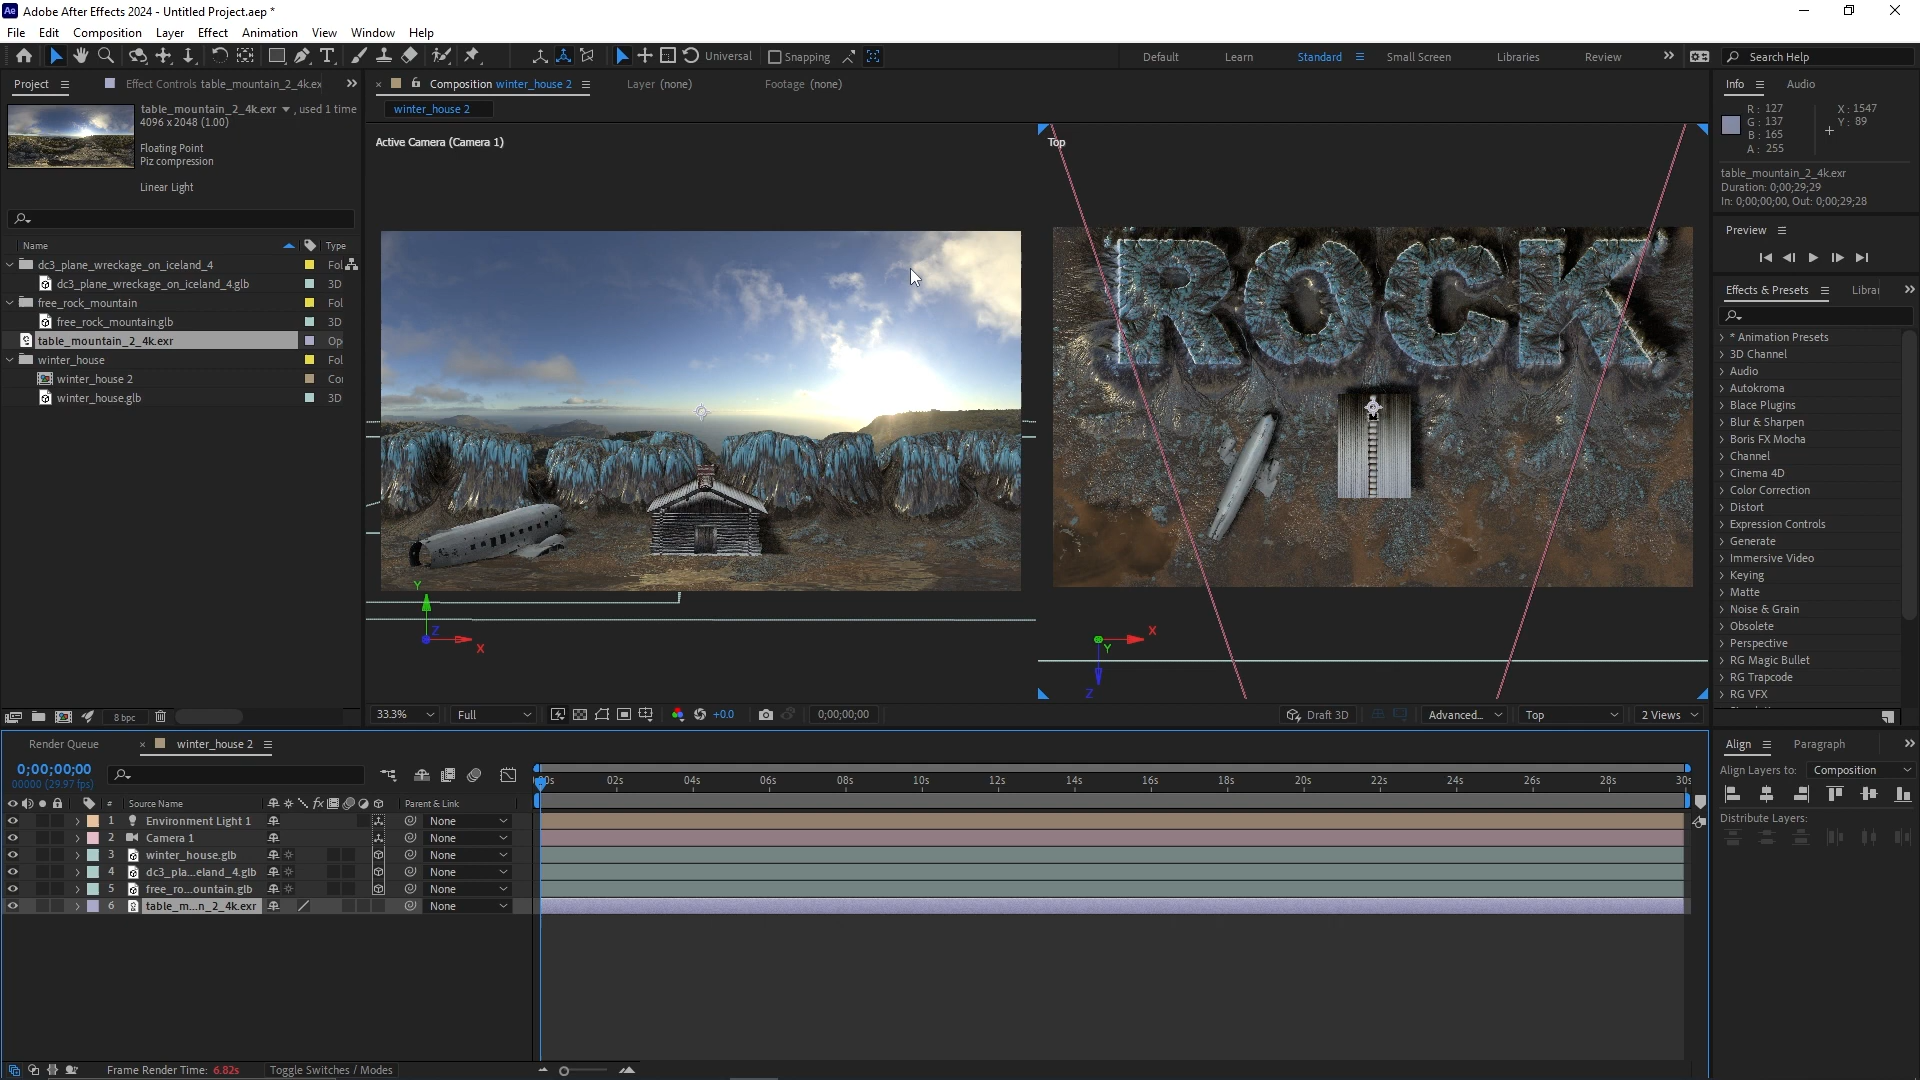 Ae Adobe After Effects 2024 - Untitled Project.aep *
File Edit Composition Layer Effect Animation View Window Help
Universal Snapping Default Learn Standard Small Screen Libraries Review Search Help
Project Effect Controls table_mountain_2_4k.ex
table_mountain_2_4k.exr , used 1 time
4096 x 2048 (1.00)
Floating Point
Piz compression
Linear Light
Name Type
dc3_plane_wreckage_on_iceland_4 Fol
dc3_plane_wreckage_on_iceland_4.glb 3D
free_rock_mountain Fol
free_rock_mountain.glb 3D
table_mountain_2_4k.exr Op
winter_house Fol
winter_house 2 Co
winter_house.glb 3D
8 bpc
Composition winter_house 2 Layer (none) Footage (none)
winter_house 2
Active Camera (Camera 1)
Y
Z
X
Top
ROCK
X
Y
Z
33.3% Full +0.0 0;00;00;00 Draft 3D Advanced... Top 2 Views
Info Audio
R: 127 X: 1547
G: 137 Y: 89
B: 165
A: 255
table_mountain_2_4k.exr
Duration: 0;00;29;29
In: 0;00;00;00, Out: 0;00;29;28
Preview
Effects & Presets Librar
* Animation Presets
3D Channel
Audio
Autokroma
Blace Plugins
Blur & Sharpen
Boris FX Mocha
Channel
Cinema 4D
Color Correction
Distort
Expression Controls
Generate
Immersive Video
Keying
Matte
Noise & Grain
Obsolete
Perspective
RG Magic Bullet
RG Trapcode
RG VFX
Align Paragraph
Align Layers to: Composition
Distribute Layers:
Render Queue winter_house 2
0;00;00;00
00000 (29.97 fps)
00s 02s 04s 06s 08s 10s 12s 14s 16s 18s 20s 22s 24s 26s 28s 30s
# Source Name fx Parent & Link
1 Environment Light 1 None
2 Camera 1 None
3 winter_house.glb None
4 dc3_pla...eland_4.glb None
5 free_ro...ountain.glb None
6 table_m...n_2_4k.exr None
Frame Render Time: 6.82s Toggle Switches / Modes